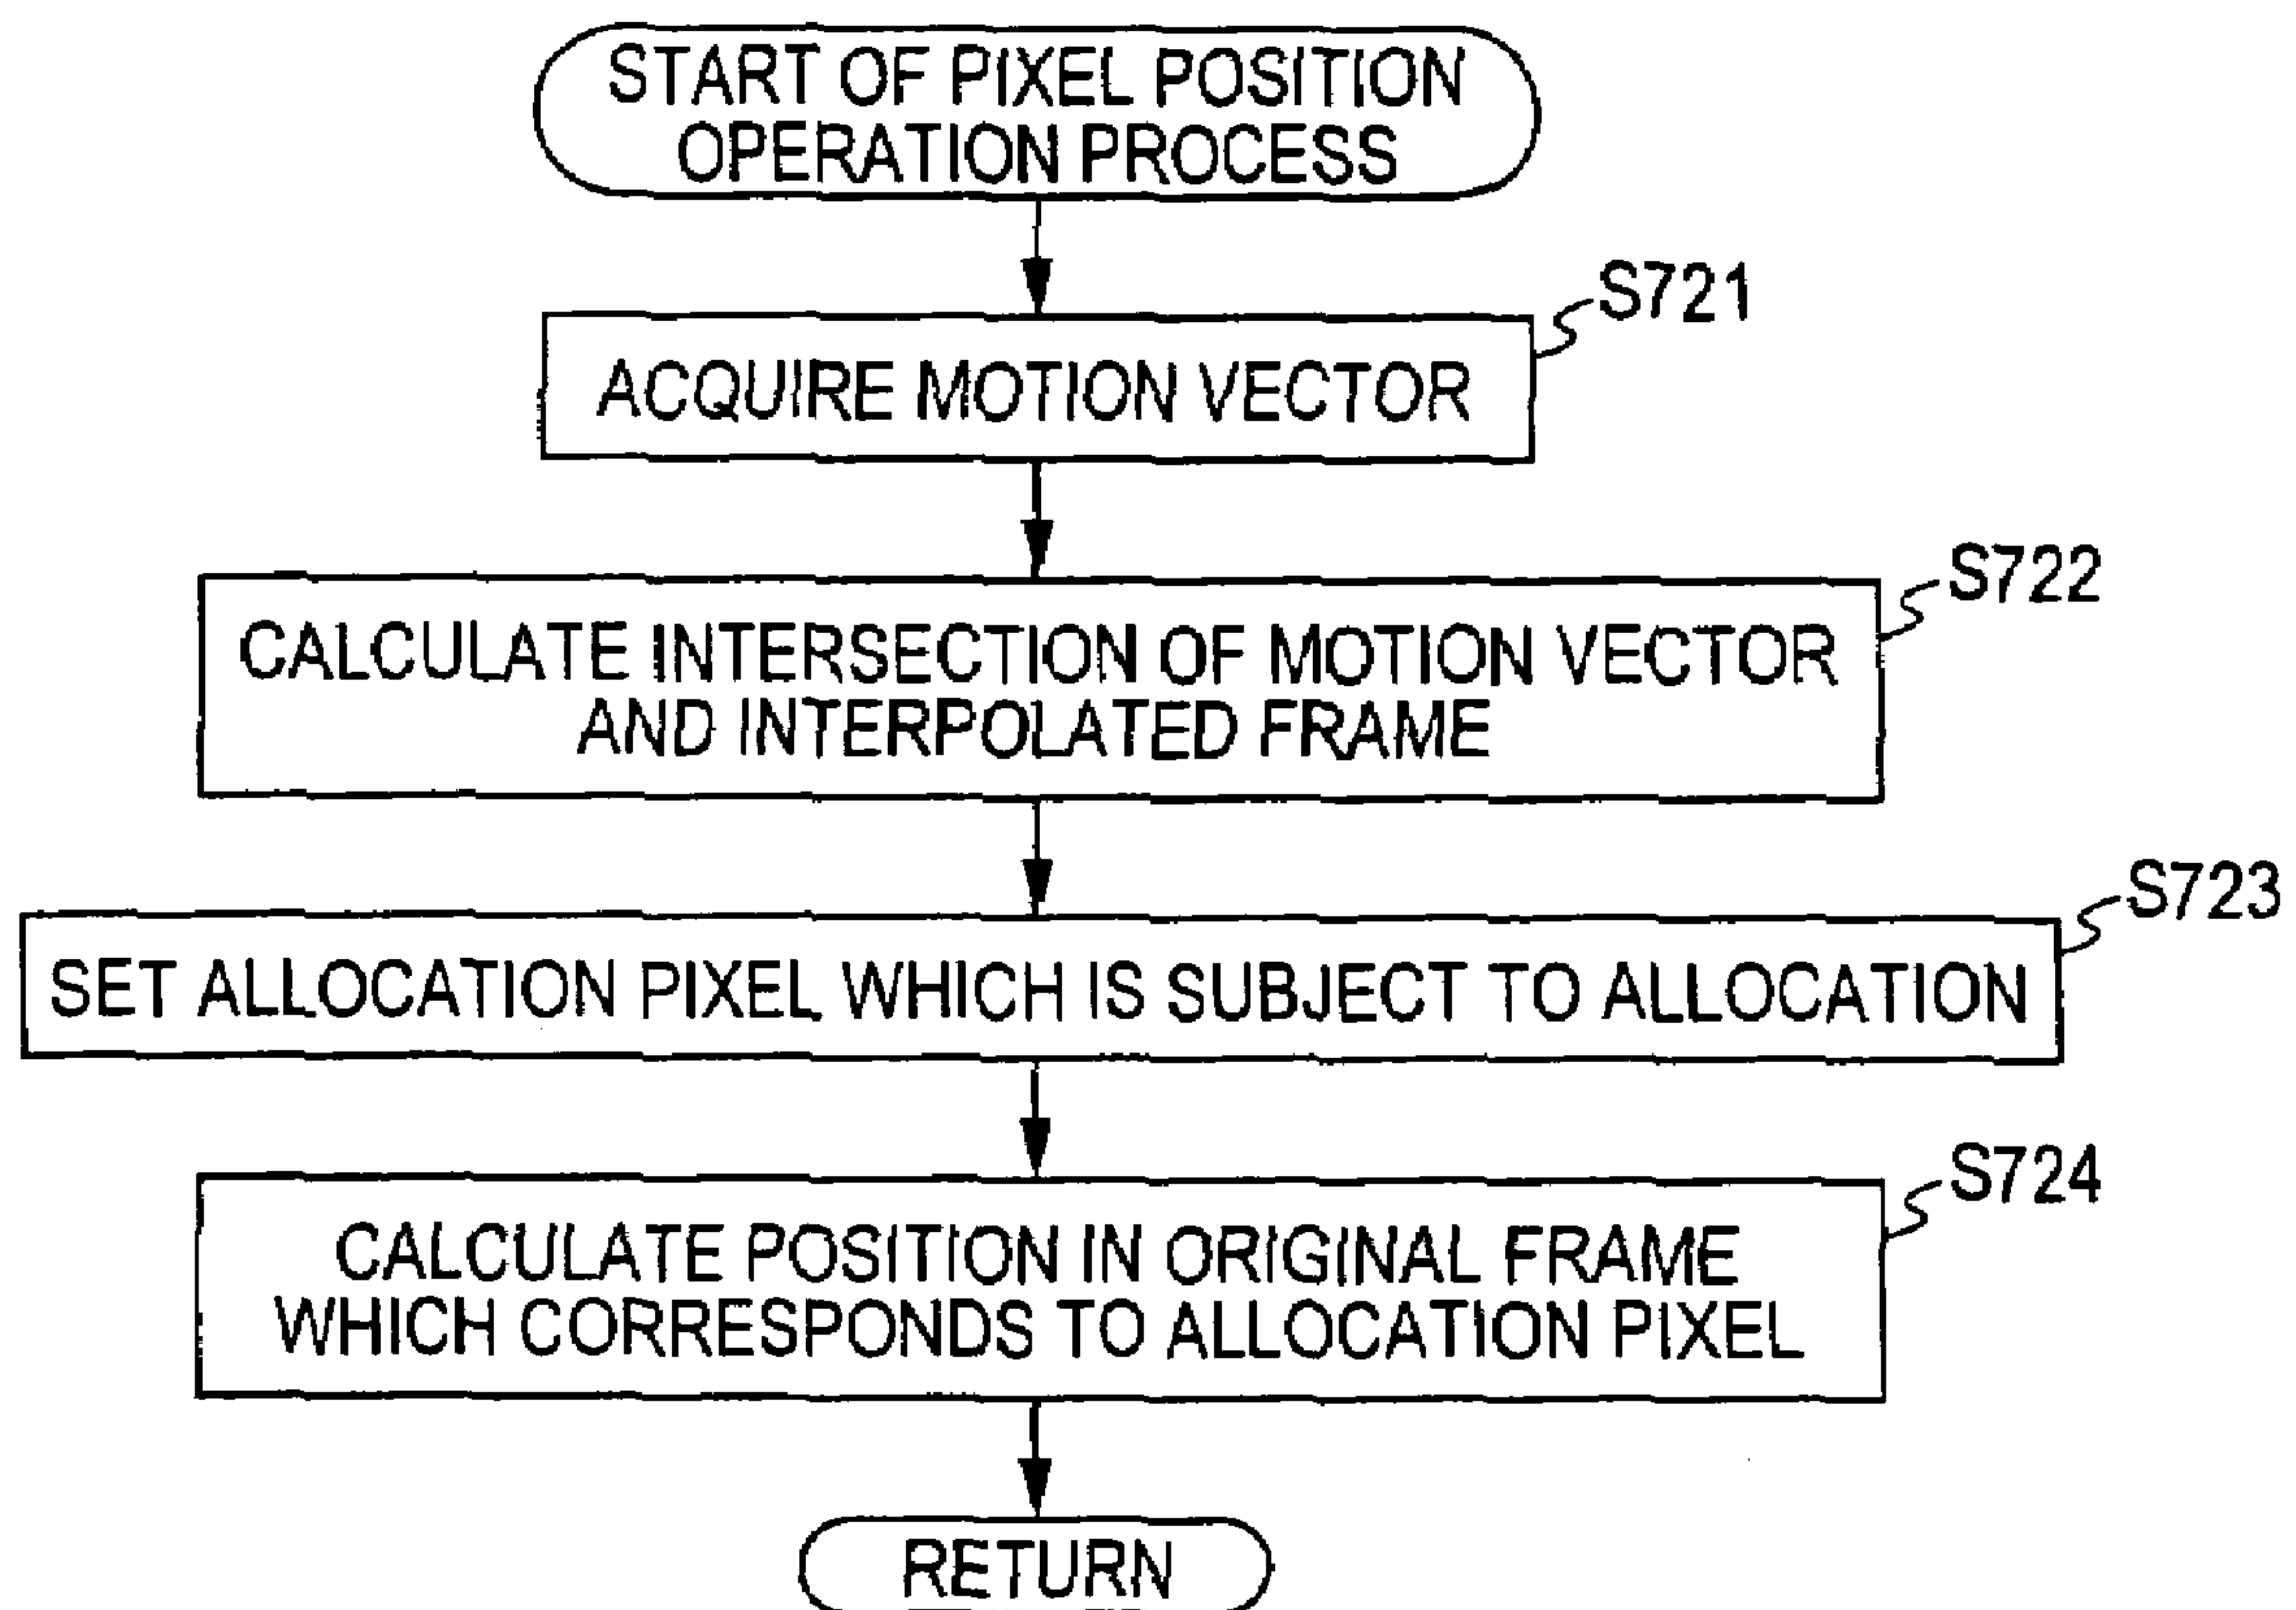 START OF PIXEL POSITION
OPERATION PROCESS
S721
ACQUIRE MOTION VECTOR
S722
CALCULATE INTERSECTION OF MOTION VECTOR
AND INTERPOLATED FRAME
S723
SET ALLOCATION PIXEL WHICH IS SUBJECT TO ALLOCATION
S724
CALCULATE POSITION IN ORIGINAL FRAME
WHICH CORRESPONDS TO ALLOCATION PIXEL
RETURN